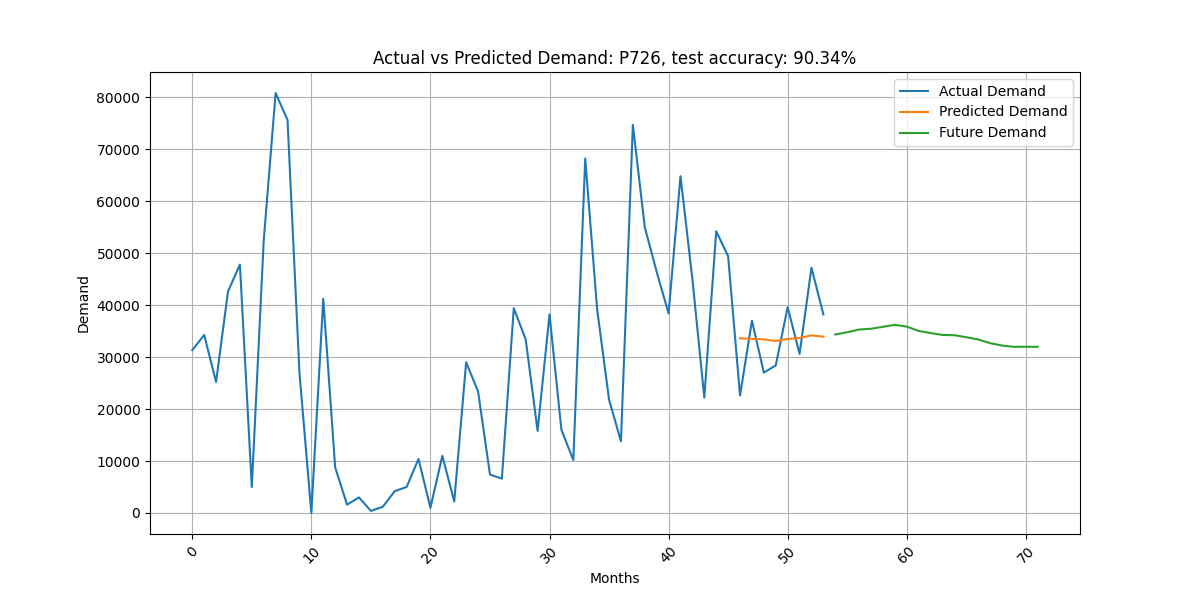 Actual vs Predicted Demand: P726, test accuracy: 90.34%
Actual Demand
Predicted Demand
Future Demand
80000
70000
60000
50000
40000
30000
20000
10000
0
Demand
0 10 20 30 40 50 60 70
Months